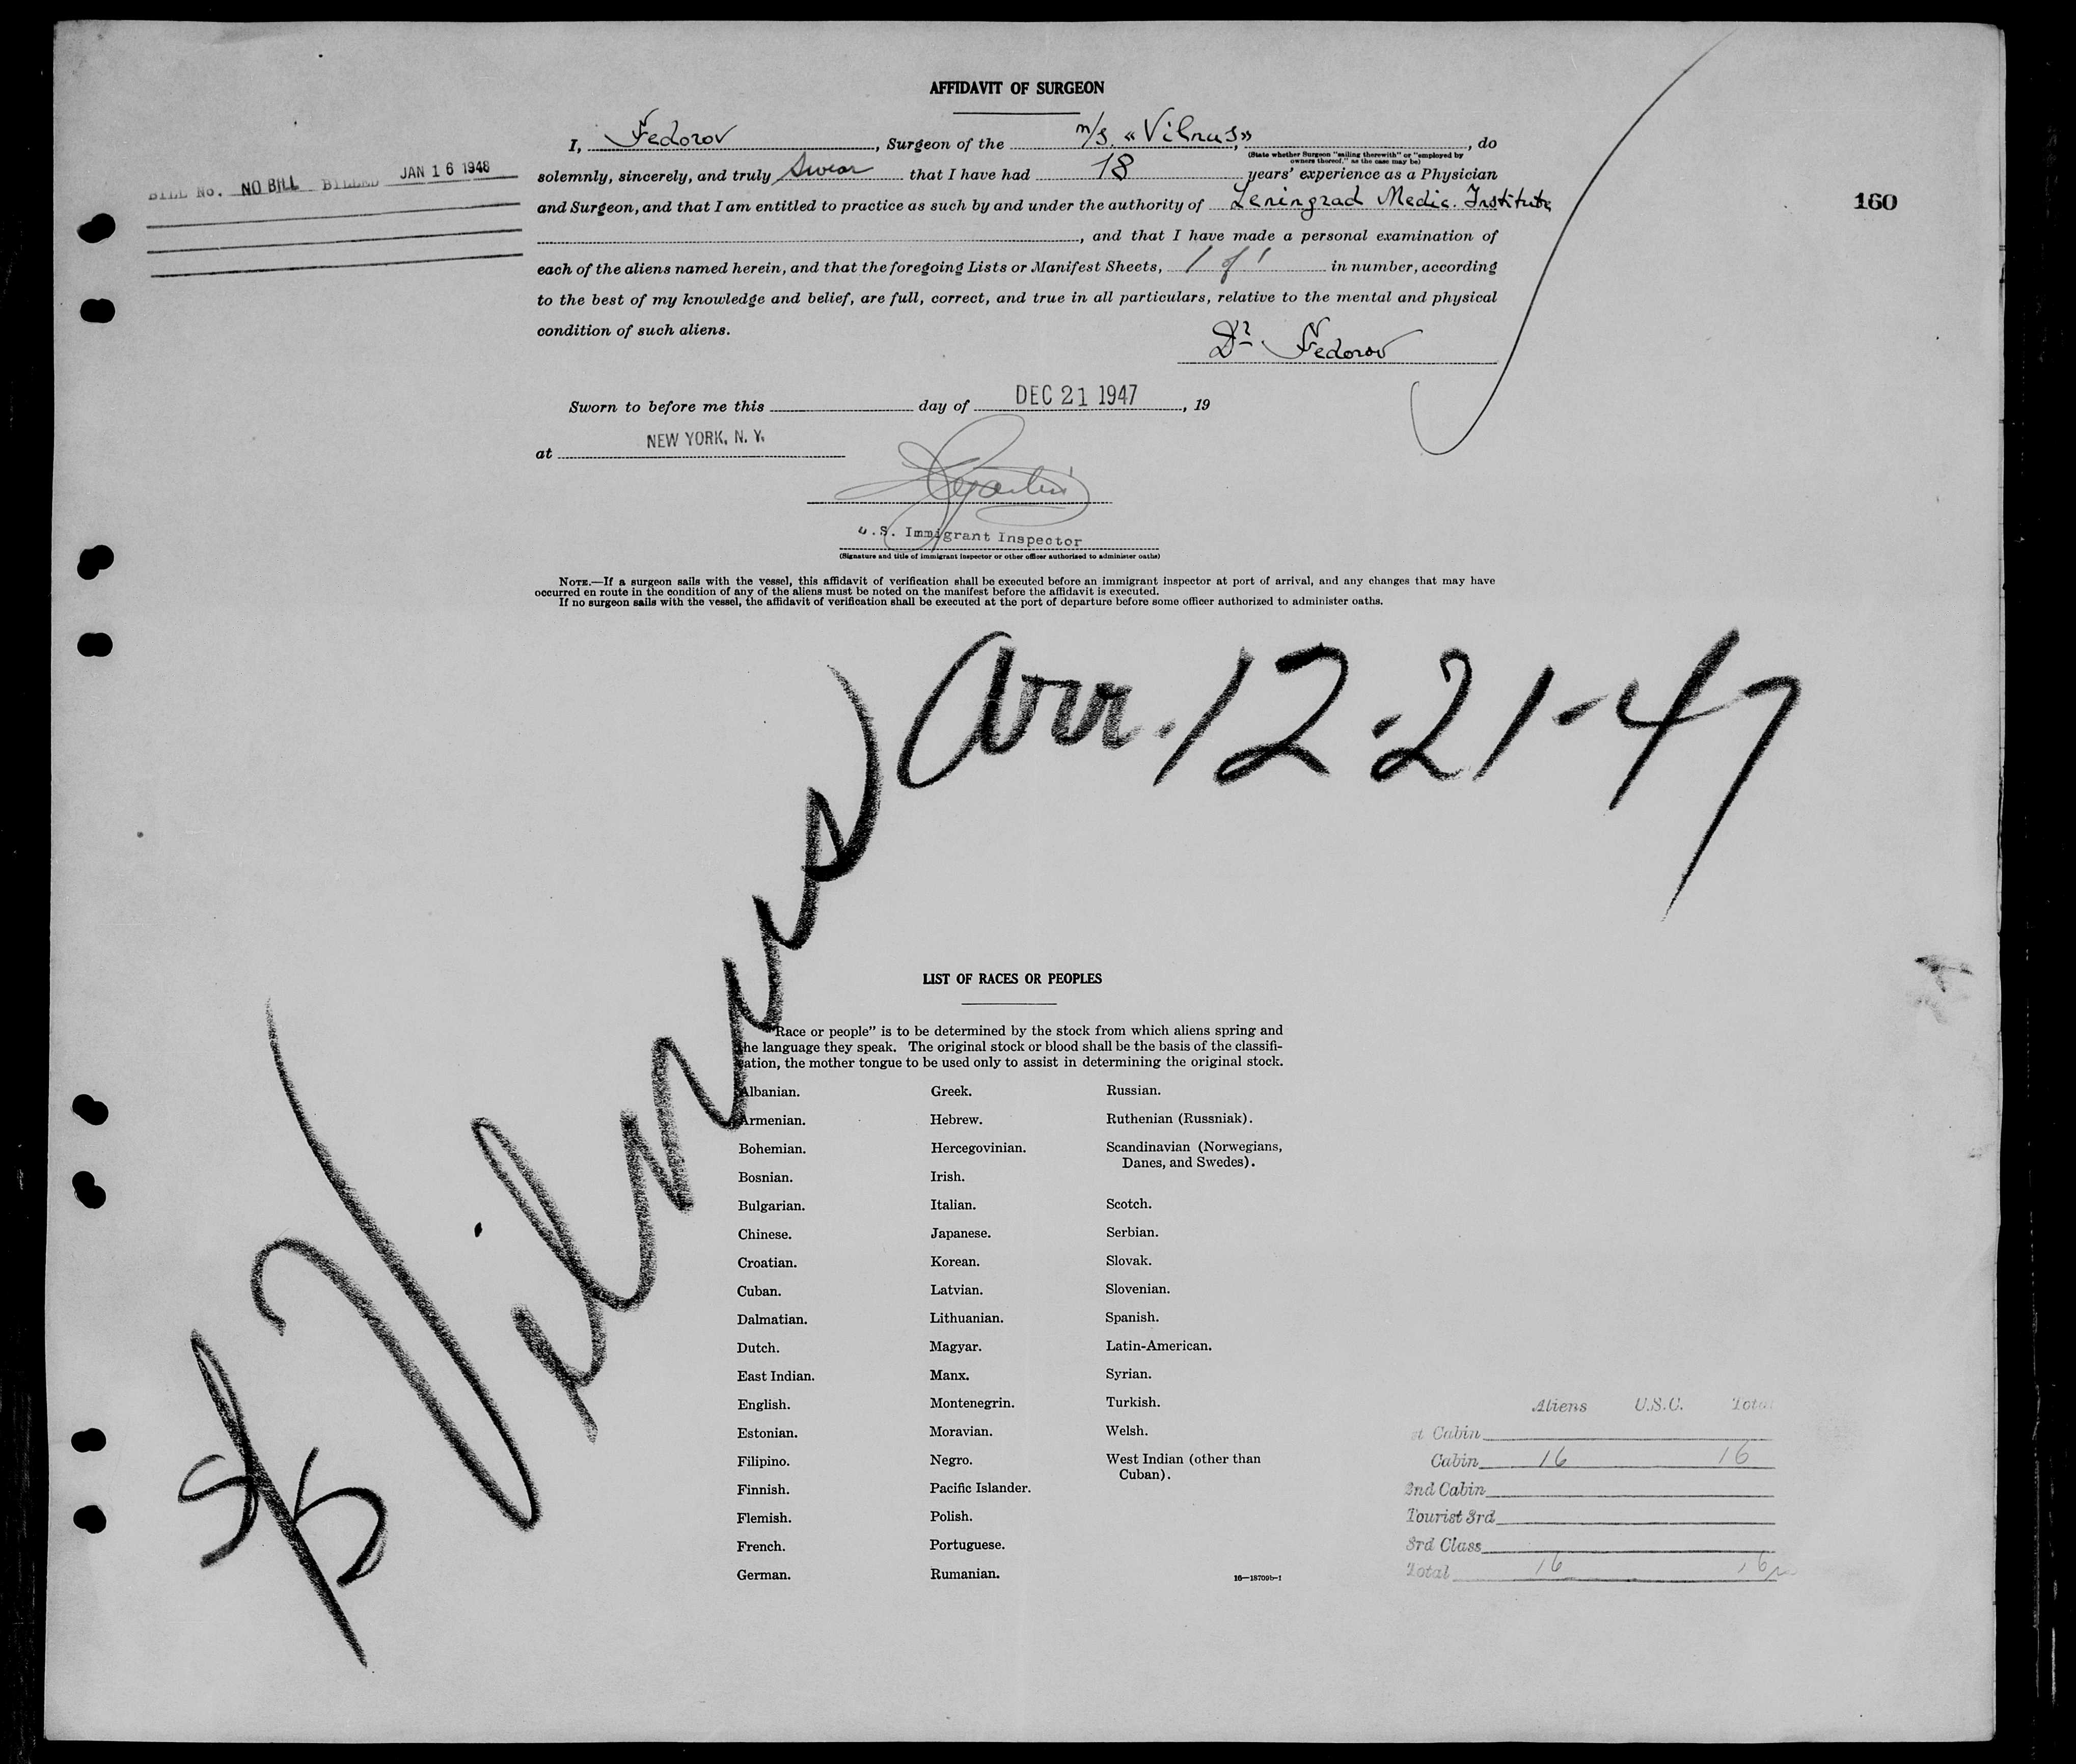 AFFIDAVIT OF SURGEON
I, Fedorov, Surgeon of the m/s. «Vilnus», do
(State whether Surgeon "sailing therewith" or "employed by
owners thereof," as the case may be)
solemnly, sincerely, and truly swear that I have had 18 years' experience as a Physician
and Surgeon, and that I am entitled to practice as such by and under the authority of Leningrad Medic. Institute
, and that I have made a personal examination of
each of the aliens named herein, and that the foregoing Lists or Manifest Sheets, 1 of 1 in number, according
to the best of my knowledge and belief, are full, correct, and true in all particulars, relative to the mental and physical
condition of such aliens.
Dr. Fedorov
BILL No. NO BILL BILLED JAN 16 1948
160
Sworn to before me this day of DEC 21 1947, 19
at NEW YORK, N. Y.
U.S. Immigrant Inspector
(Signature and title of immigrant inspector or other officer authorized to administer oaths)
NOTE.—If a surgeon sails with the vessel, this affidavit of verification shall be executed before an immigrant inspector at port of arrival, and any changes that may have
occurred en route in the condition of any of the aliens must be noted on the manifest before the affidavit is executed.
If no surgeon sails with the vessel, the affidavit of verification shall be executed at the port of departure before some officer authorized to administer oaths.
Arr. 12-21-47
S/S Vilnus
LIST OF RACES OR PEOPLES
"Race or people" is to be determined by the stock from which aliens spring and
the language they speak. The original stock or blood shall be the basis of the classifi-
cation, the mother tongue to be used only to assist in determining the original stock.
Albanian.
Armenian.
Bohemian.
Bosnian.
Bulgarian.
Chinese.
Croatian.
Cuban.
Dalmatian.
Dutch.
East Indian.
English.
Estonian.
Filipino.
Finnish.
Flemish.
French.
German.
Greek.
Hebrew.
Hercegovinian.
Irish.
Italian.
Japanese.
Korean.
Latvian.
Lithuanian.
Magyar.
Manx.
Montenegrin.
Moravian.
Negro.
Pacific Islander.
Polish.
Portuguese.
Rumanian.
Russian.
Ruthenian (Russniak).
Scandinavian (Norwegians,
Danes, and Swedes).
Scotch.
Serbian.
Slovak.
Slovenian.
Spanish.
Latin-American.
Syrian.
Turkish.
Welsh.
West Indian (other than
Cuban).
16—18709b-1
Aliens U.S.C. Total
st Cabin
Cabin 16 16
2nd Cabin
Tourist 3rd
3rd Class
Total 16 16